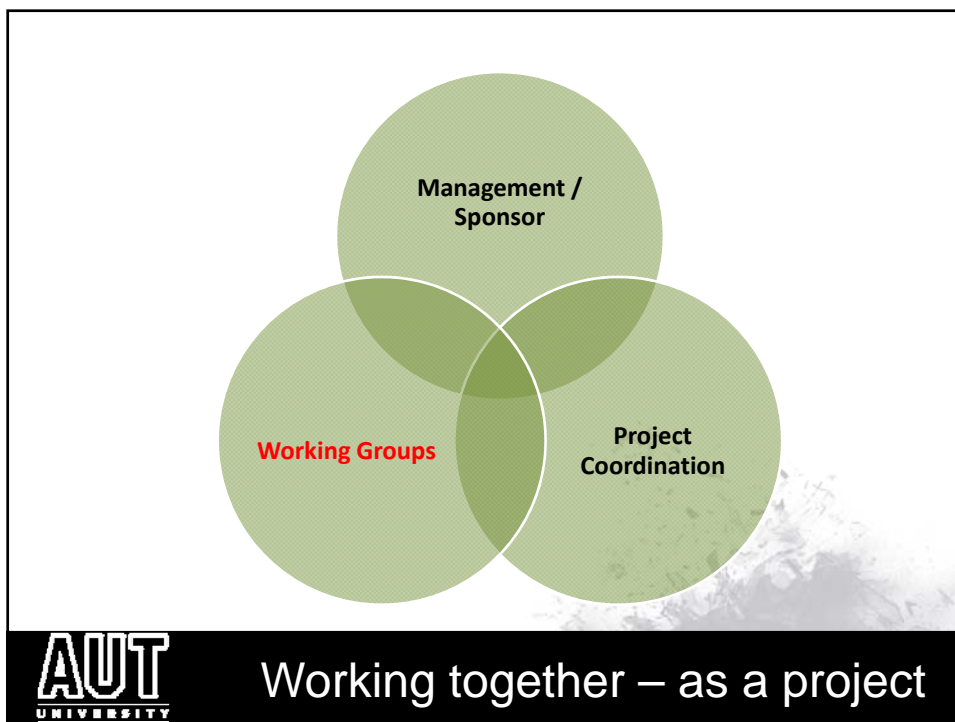 Management /
Sponsor
Working Groups
Project
Coordination
AUT
UNIVERSITY
Working together – as a project